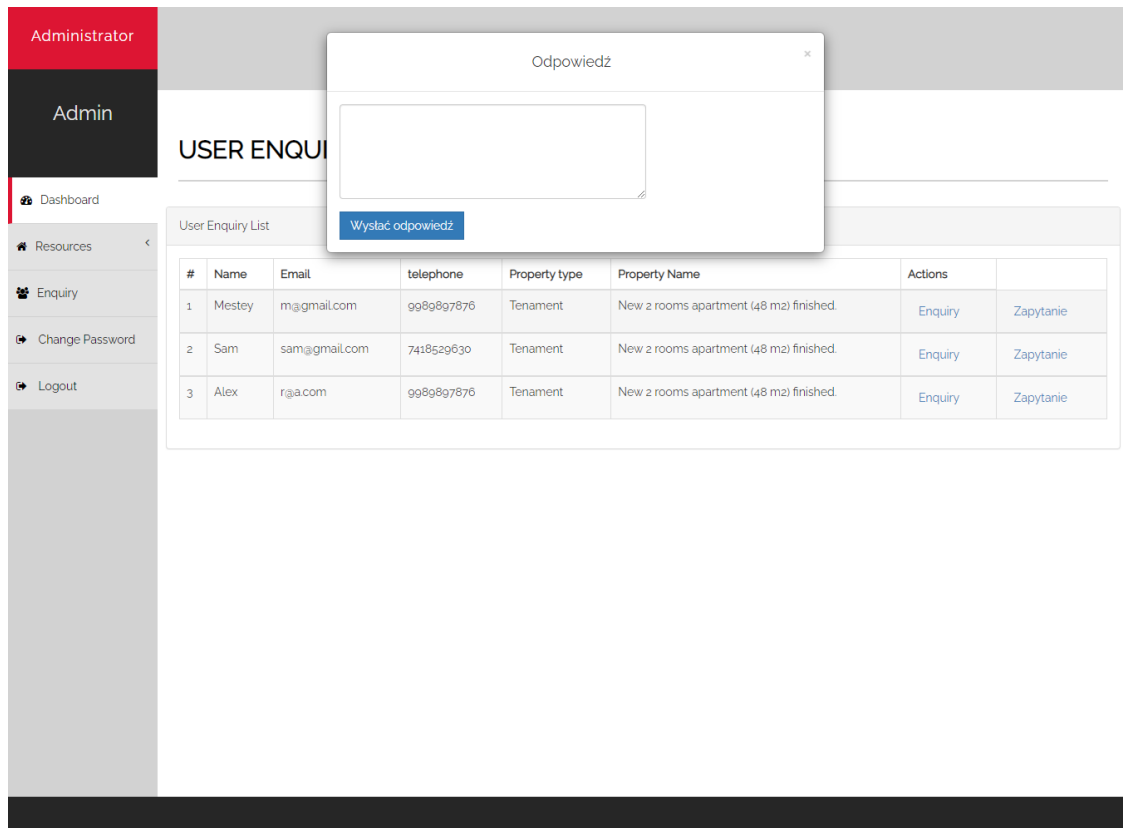 Administrator
Admin
Dashboard
Resources
Enquiry
Change Password
Logout
Odpowiedź ×
Wysłać odpowiedź
USER ENQUI
User Enquiry List
# Name Email telephone Property type Property Name Actions
1 Mestey m@gmail.com 9989897876 Tenament New 2 rooms apartment (48 m2) finished. Enquiry Zapytanie
2 Sam sam@gmail.com 7418529630 Tenament New 2 rooms apartment (48 m2) finished. Enquiry Zapytanie
3 Alex r@a.com 9989897876 Tenament New 2 rooms apartment (48 m2) finished. Enquiry Zapytanie